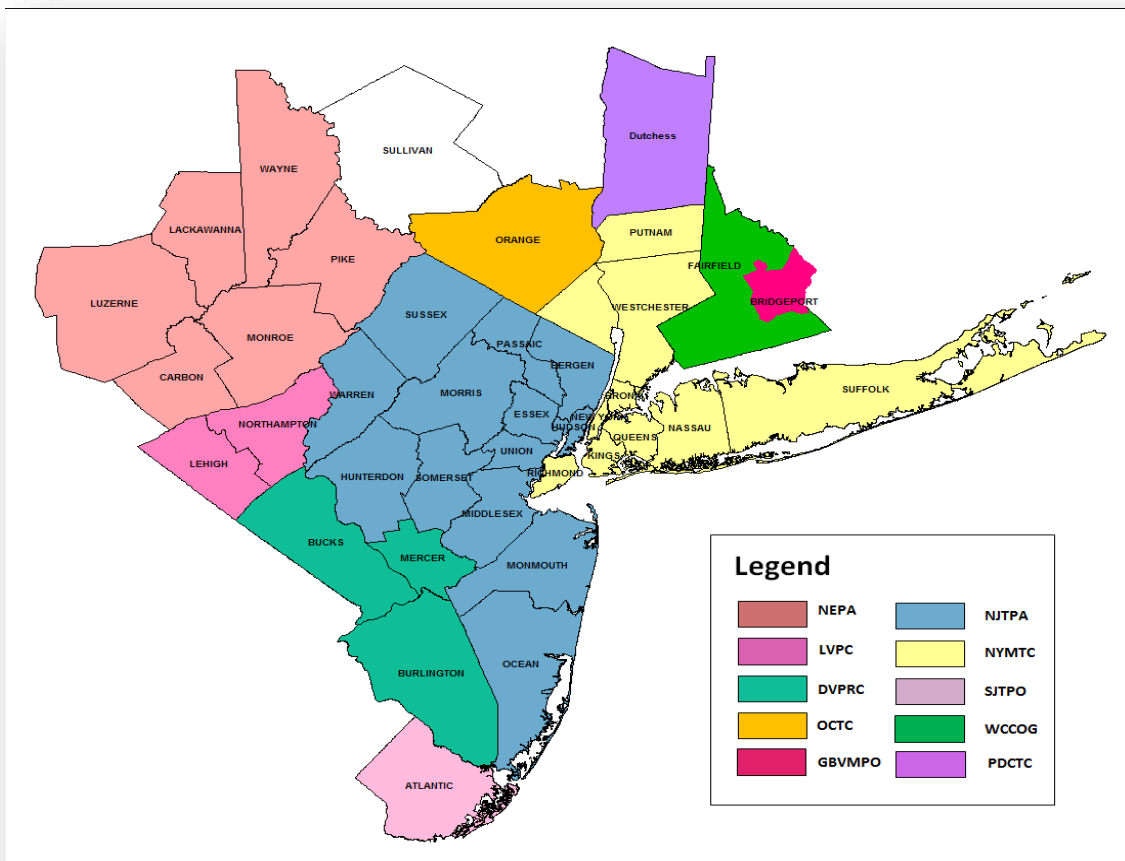 Dutchess
SULLIVAN
WAYNE
LACKAWANNA
PUTNAM
ORANGE
PIKE
FAIRFIELD
LUZERNE
BRIDGEPORT
WESTCHESTER
SUSSEX
MONROE
PASSAIC
BERGEN
CARBON
SUFFOLK
WARREN
MORRIS
BRONX
ESSEX
NEW YORK
NORTHAMPTON
HUDSON
NASSAU
QUEENS
UNION
KINGS
LEHIGH
RICHMOND
HUNTERDON
SOMERSET
MIDDLESEX
BUCKS
MERCER
MONMOUTH
OCEAN
BURLINGTON
ATLANTIC
Legend
NEPA
LVPC
DVPRC
OCTC
GBVMPO
NJTPA
NYMTC
SJTPO
WCCOG
PDCTC